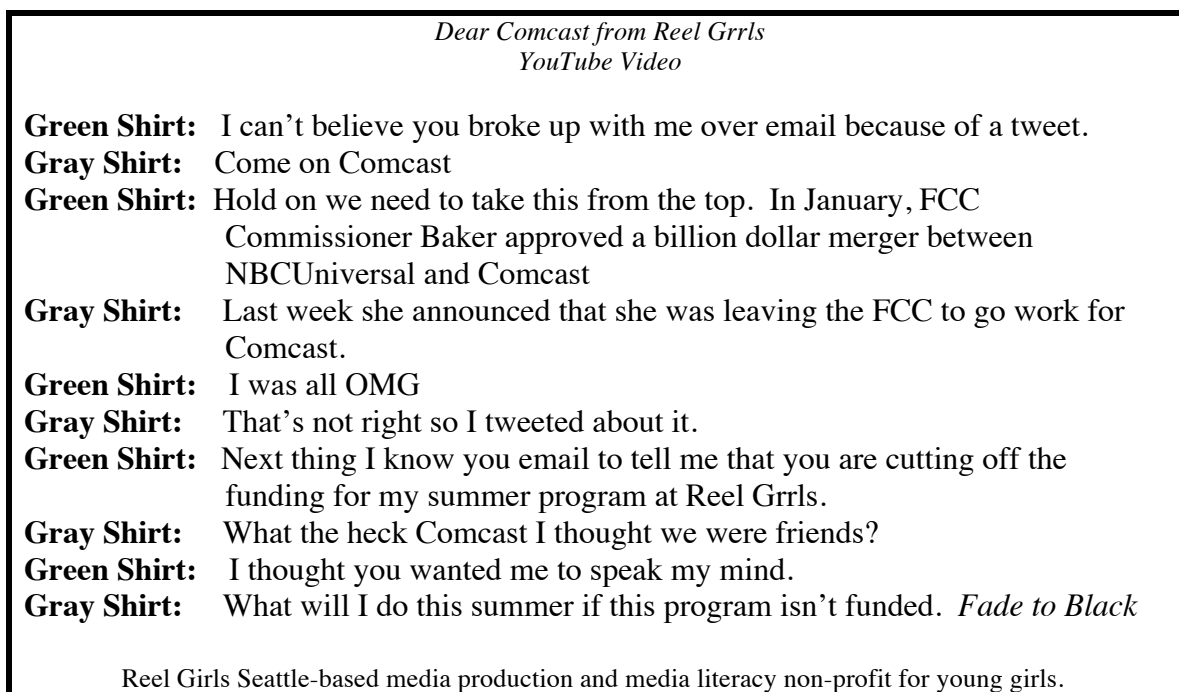 Dear Comcast from Reel Grrls
YouTube Video
Green Shirt: I can't believe you broke up with me over email because of a tweet.
Gray Shirt: Come on Comcast
Green Shirt: Hold on we need to take this from the top. In January, FCC
Commissioner Baker approved a billion dollar merger between
NBCUniversal and Comcast
Gray Shirt: Last week she announced that she was leaving the FCC to go work for
Comcast.
Green Shirt: I was all OMG
Gray Shirt: That's not right so I tweeted about it.
Green Shirt: Next thing I know you email to tell me that you are cutting off the
funding for my summer program at Reel Grrls.
Gray Shirt: What the heck Comcast I thought we were friends?
Green Shirt: I thought you wanted me to speak my mind.
Gray Shirt: What will I do this summer if this program isn't funded. Fade to Black
Reel Girls Seattle-based media production and media literacy non-profit for young girls.